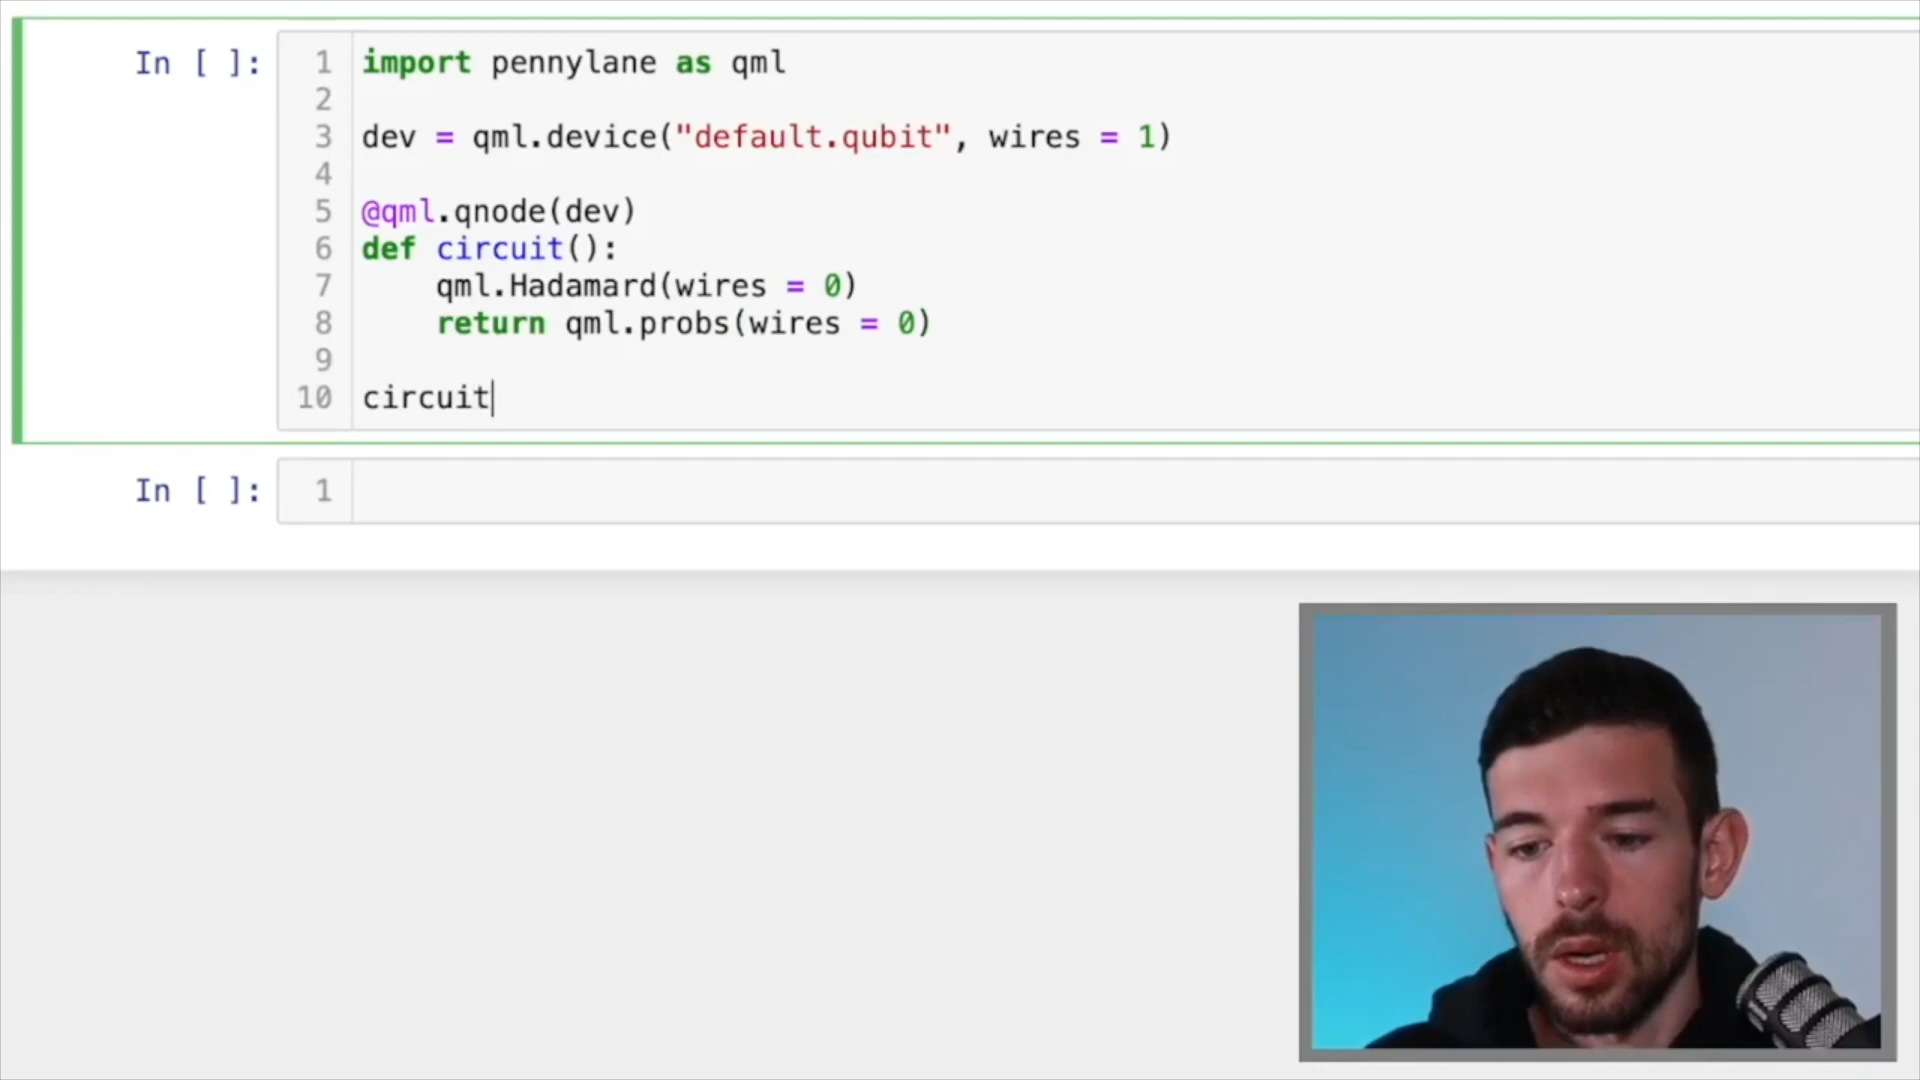 In [ ]:
1 import pennylane as qml
2
3 dev = qml.device("default.qubit", wires = 1)
4
5 @qml.qnode(dev)
6 def circuit():
7     qml.Hadamard(wires = 0)
8     return qml.probs(wires = 0)
9
10 circuit
In [ ]:
1